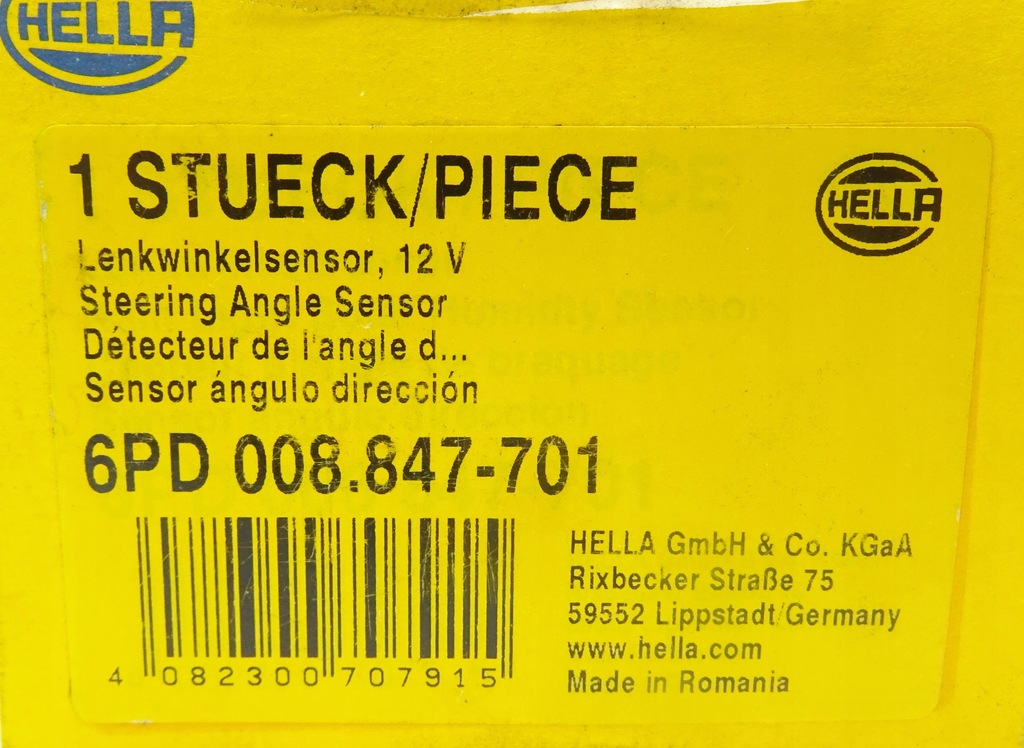 HELLA
1 STUECK/PIECE
HELLA
Lenkwinkelsensor, 12 V
Steering Angle Sensor
Détecteur de l'angle d...
Sensor ángulo dirección
6PD 008.847-701
HELLA GmbH & Co. KGaA
Rixbecker Straße 75
59552 Lippstadt/Germany
www.hella.com
Made in Romania
4 082300 707915